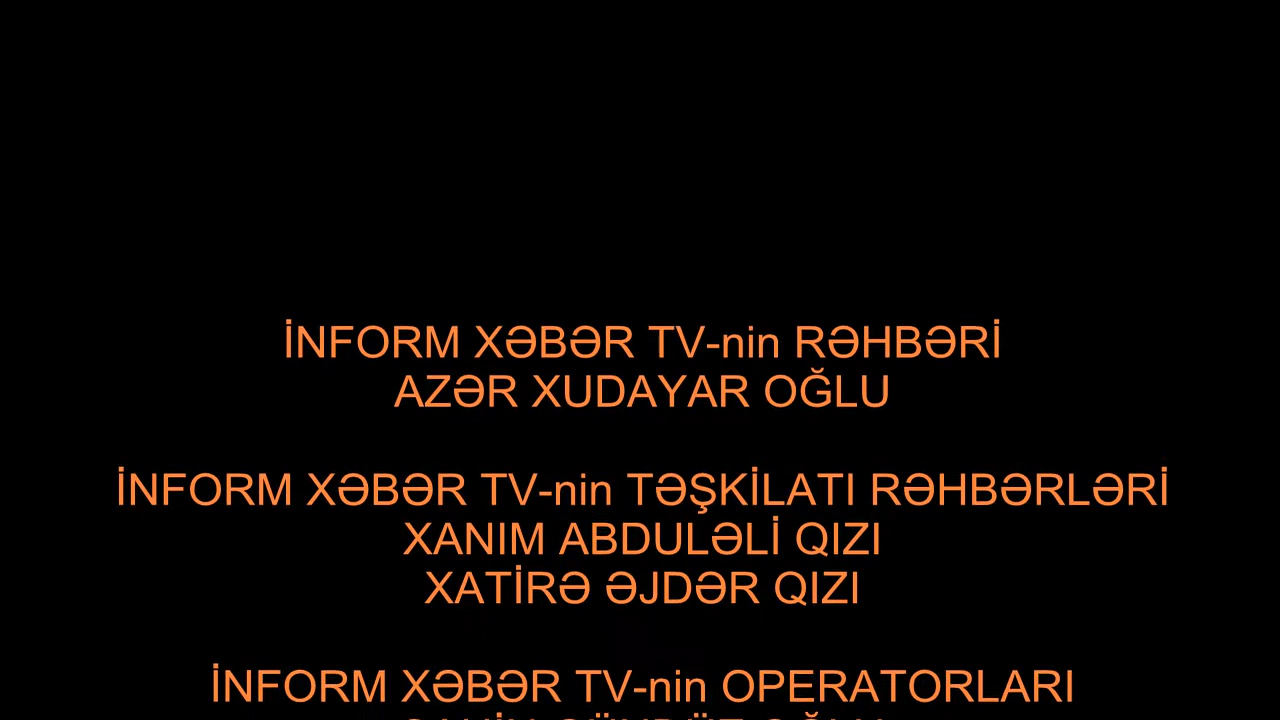 İNFORM XƏBƏR TV-nin RƏHBƏRİ
AZƏR XUDAYAR OĞLU
İNFORM XƏBƏR TV-nin TƏŞKİLATI RƏHBƏRLƏRİ
XANIM ABDULƏLİ QIZI
XATİRƏ ƏJDƏR QIZI
İNFORM XƏBƏR TV-nin OPERATORLARI